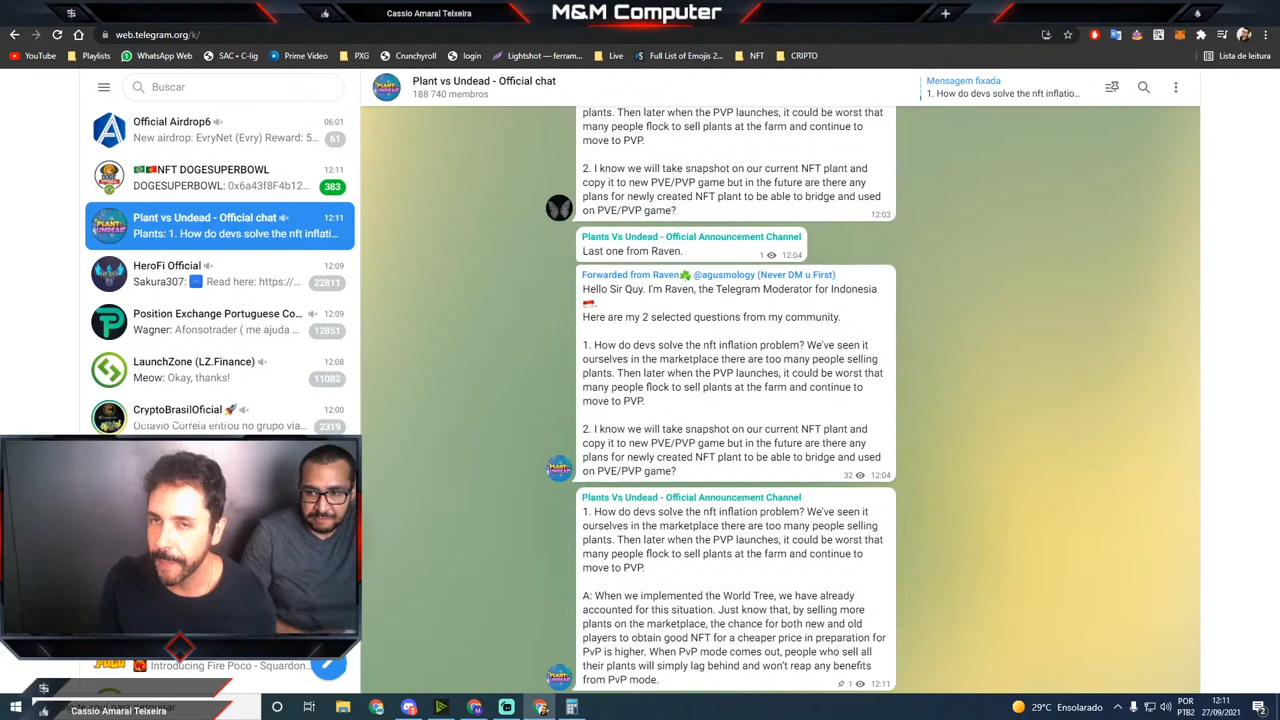 Cassio Amaral Teixeira
M&M Computer
web.telegram.org/k/
YouTube
Playlists
WhatsApp Web
SAC • C-lig
Prime Video
PXG
Crunchyroll
login
Lightshot — ferram...
Live
Full List of Emojis 2...
NFT
CRIPTO
Lista de leitura
Buscar
Plant vs Undead - Official chat
188 740 membros
Mensagem fixada
1. How do devs solve the nft inflatio...
Official Airdrop6
06:01
New airdrop: EvryNet (Evry) Reward: 5...
61
NFT DOGESUPERBOWL
12:11
DOGESUPERBOWL: 0x6a43f8F4b12...
383
Plant vs Undead - Official chat
12:11
Plants: 1. How do devs solve the nft inflati...
HeroFi Official
12:09
Sakura307: Read here: https://...
22811
Position Exchange Portuguese Co...
12:09
Wagner: Afonsotrader ( me ajuda ...
12851
LaunchZone (LZ.Finance)
12:08
Meow: Okay, thanks!
11082
CryptoBrasilOficial 🚀
12:00
Octavio Correia entrou no grupo via...
2319
Introducing Fire Poco - Squardon...
plants. Then later when the PVP launches, it could be worst that
many people flock to sell plants at the farm and continue to
move to PVP.
2. I know we will take snapshot on our current NFT plant and
copy it to new PVE/PVP game but in the future are there any
plans for newly created NFT plant to be able to bridge and used
on PVE/PVP game?
12:03
Plants Vs Undead - Official Announcement Channel
Last one from Raven.
1 12:04
Forwarded from Raven☘ @agusmology (Never DM u First)
Hello Sir Quy. I'm Raven, the Telegram Moderator for Indonesia
.
Here are my 2 selected questions from my community.
1. How do devs solve the nft inflation problem? We've seen it
ourselves in the marketplace there are too many people selling
plants. Then later when the PVP launches, it could be worst that
many people flock to sell plants at the farm and continue to
move to PVP.
2. I know we will take snapshot on our current NFT plant and
copy it to new PVE/PVP game but in the future are there any
plans for newly created NFT plant to be able to bridge and used
on PVE/PVP game?
32 12:04
Plants Vs Undead - Official Announcement Channel
1. How do devs solve the nft inflation problem? We've seen it
ourselves in the marketplace there are too many people selling
plants. Then later when the PVP launches, it could be worst that
many people flock to sell plants at the farm and continue to
move to PVP.
A: When we implemented the World Tree, we have already
accounted for this situation. Just know that, by selling more
plants on the marketplace, the chance for both new and old
players to obtain good NFT for a cheaper price in preparation for
PvP is higher. When PvP mode comes out, people who sell all
their plants will simply lag behind and won't reap any benefits
from PvP mode.
1 12:11
Cassio Amaral Teixeira
29°C Ensolarado
POR
PTB2
12:11
27/09/2021